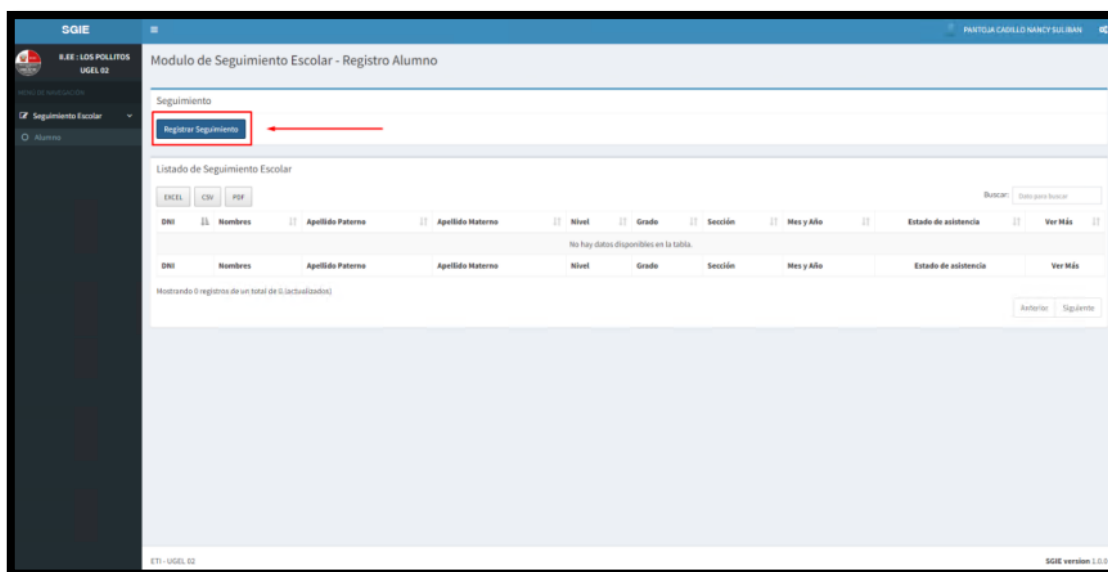 SGIE
PANTOJA CADILLO NANCY SULIBAN
II.EE : LOS POLLITOS
UGEL 02
MENÚ DE NAVEGACIÓN
Seguimiento Escolar
Alumno
Modulo de Seguimiento Escolar - Registro Alumno
Seguimiento
Registrar Seguimiento
Listado de Seguimiento Escolar
EXCEL CSV PDF
Buscar: Dato para buscar
DNI Nombres Apellido Paterno Apellido Materno Nivel Grado Sección Mes y Año Estado de asistencia Ver Más
No hay datos disponibles en la tabla.
DNI Nombres Apellido Paterno Apellido Materno Nivel Grado Sección Mes y Año Estado de asistencia Ver Más
Mostrando 0 registros de un total de 0 (actualizados)
Anterior Siguiente
ETI - UGEL 02
SGIE version 1.0.0